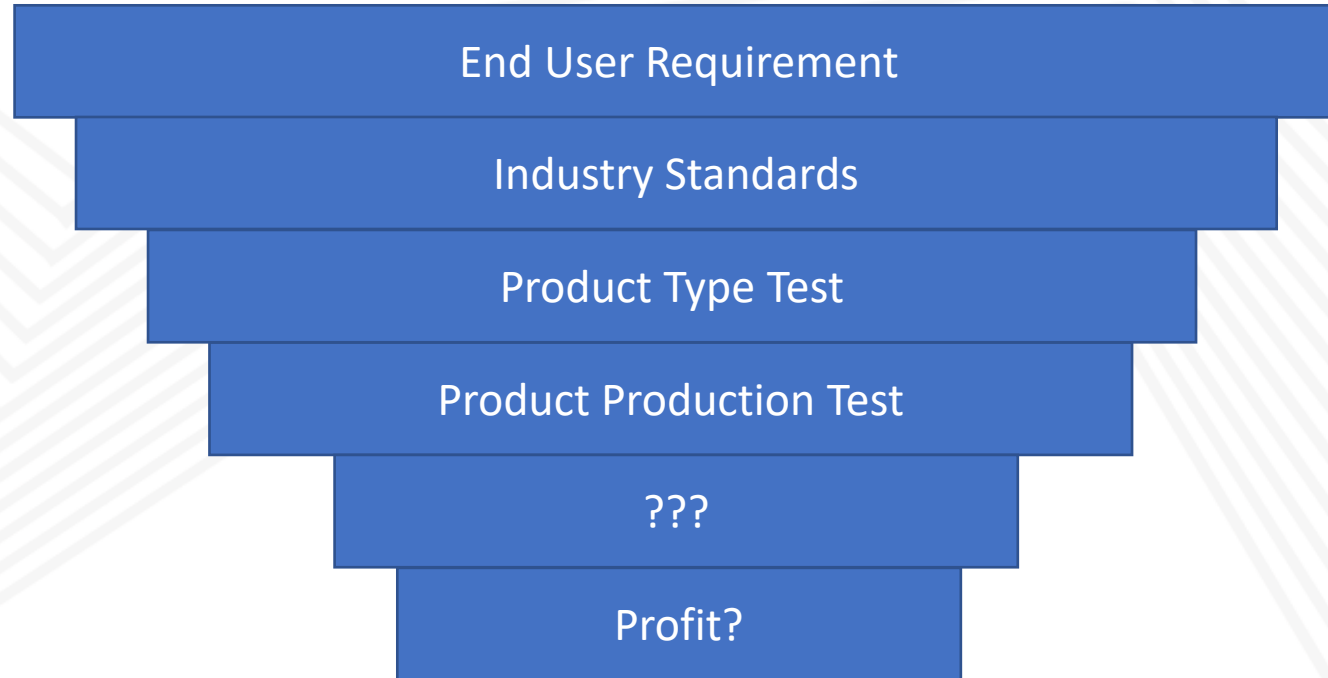 End User Requirement
Industry Standards
Product Type Test
Product Production Test
???
Profit?